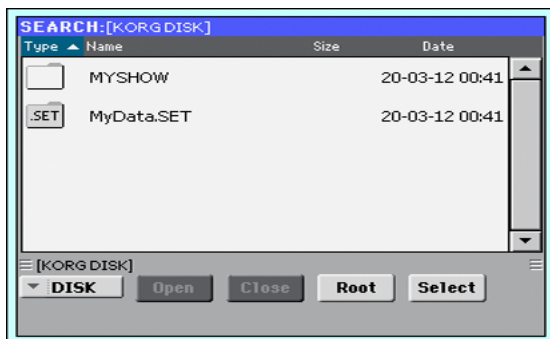 SEARCH:[KORG DISK]
Type Name Size Date
MYSHOW 20-03-12 00:41
.SET MyData.SET 20-03-12 00:41
[KORG DISK]
DISK Open Close Root Select